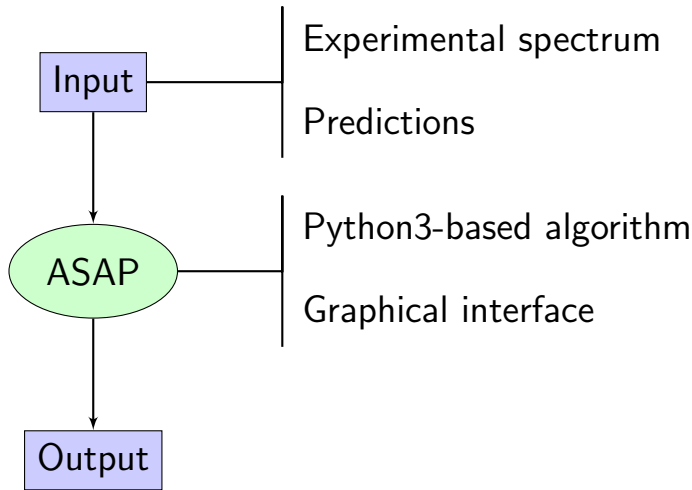 Input
Experimental spectrum
Predictions
ASAP
Python3-based algorithm
Graphical interface
Output